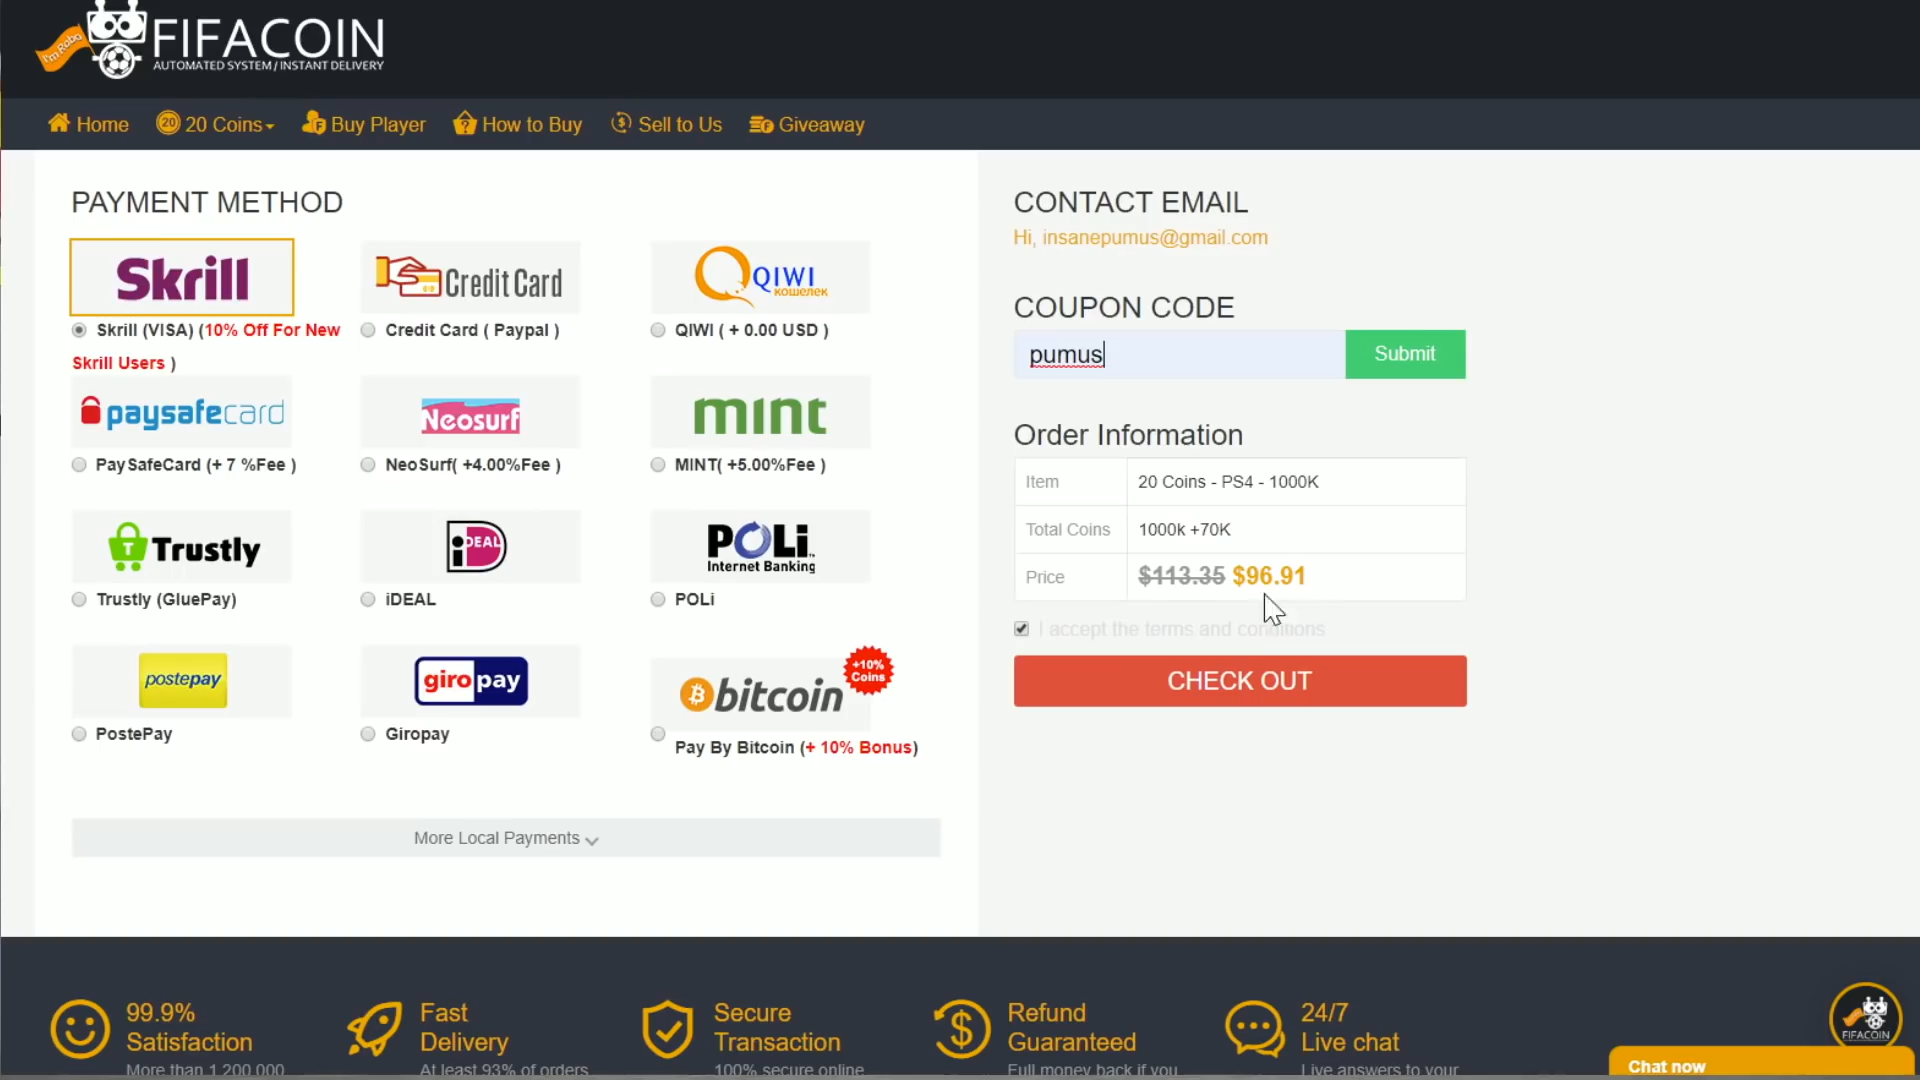 I'm Robo
FIFACOIN
AUTOMATED SYSTEM / INSTANT DELIVERY
Home
20 20 Coins
Buy Player
How to Buy
Sell to Us
Giveaway
PAYMENT METHOD
Skrill
Skrill (VISA) (10% Off For New
Skrill Users )
Credit Card
Credit Card ( Paypal )
QIWI
КОШЕЛЕК
QIWI ( + 0.00 USD )
paysafecard
PaySafeCard (+ 7 %Fee )
Neosurf
NeoSurf( +4.00%Fee )
mint
MINT( +5.00%Fee )
T Trustly
Trustly (GluePay)
iDEAL
iDEAL
POLi
Internet Banking
POLi
postepay
PostePay
giropay
Giropay
+10%
Coins
bitcoin
Pay By Bitcoin (+ 10% Bonus)
More Local Payments
CONTACT EMAIL
Hi, insanepumus@gmail.com
COUPON CODE
pumus
Submit
Order Information
Item 20 Coins - PS4 - 1000K
Total Coins 1000k +70K
Price $113.35 $96.91
I accept the terms and conditions
CHECK OUT
99.9%
Satisfaction
More than 1 200 000
Fast
Delivery
At least 93% of orders
Secure
Transaction
100% secure online
Refund
Guaranteed
Full money back if you
24/7
Live chat
Live answers to your
FIFACOIN
Chat now